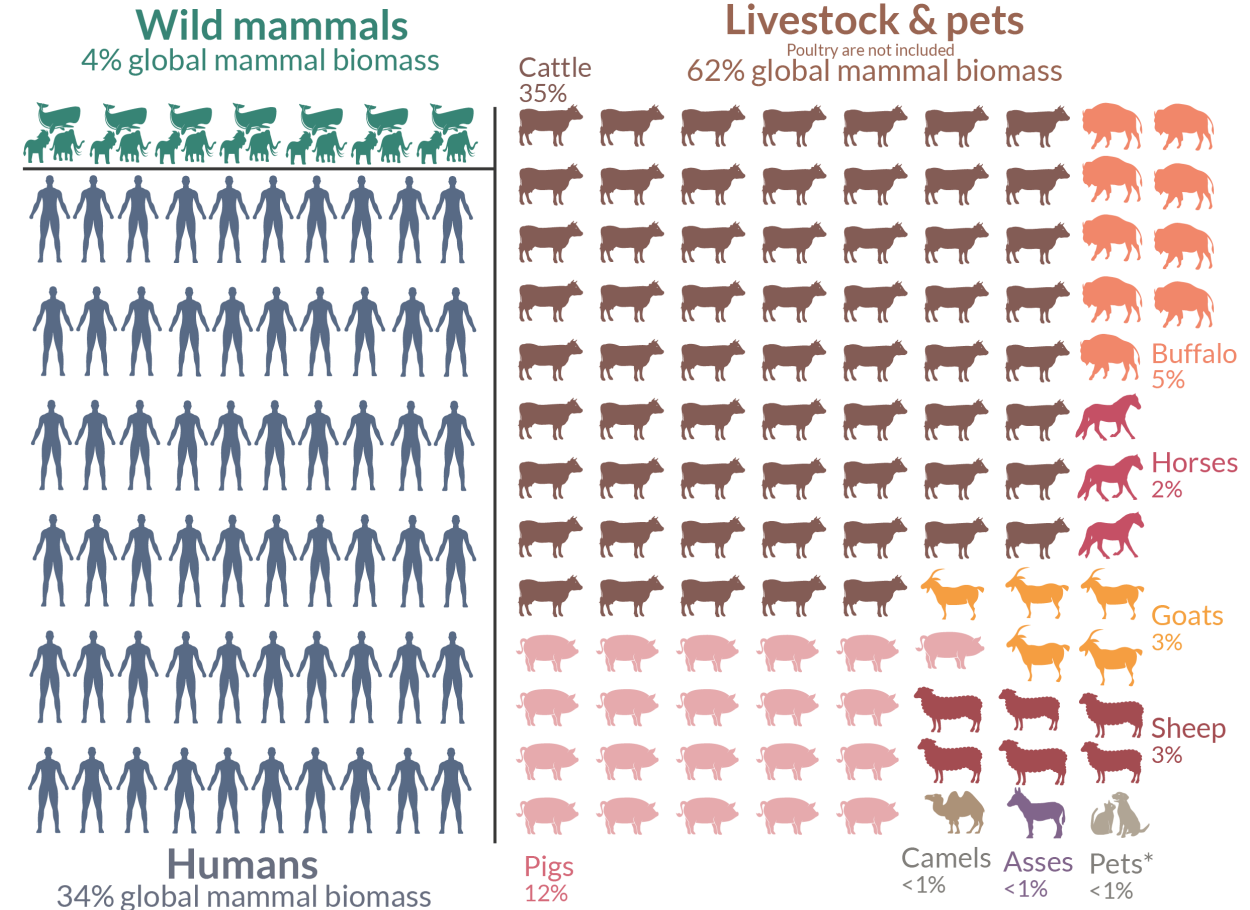 Wild mammals
4% global mammal biomass
Livestock & pets
Poultry are not included
62% global mammal biomass
Cattle
35%
Buffalo
5%
Horses
2%
Goats
3%
Sheep
3%
Humans
34% global mammal biomass
Pigs
12%
Camels
<1%
Asses
<1%
Pets*
<1%